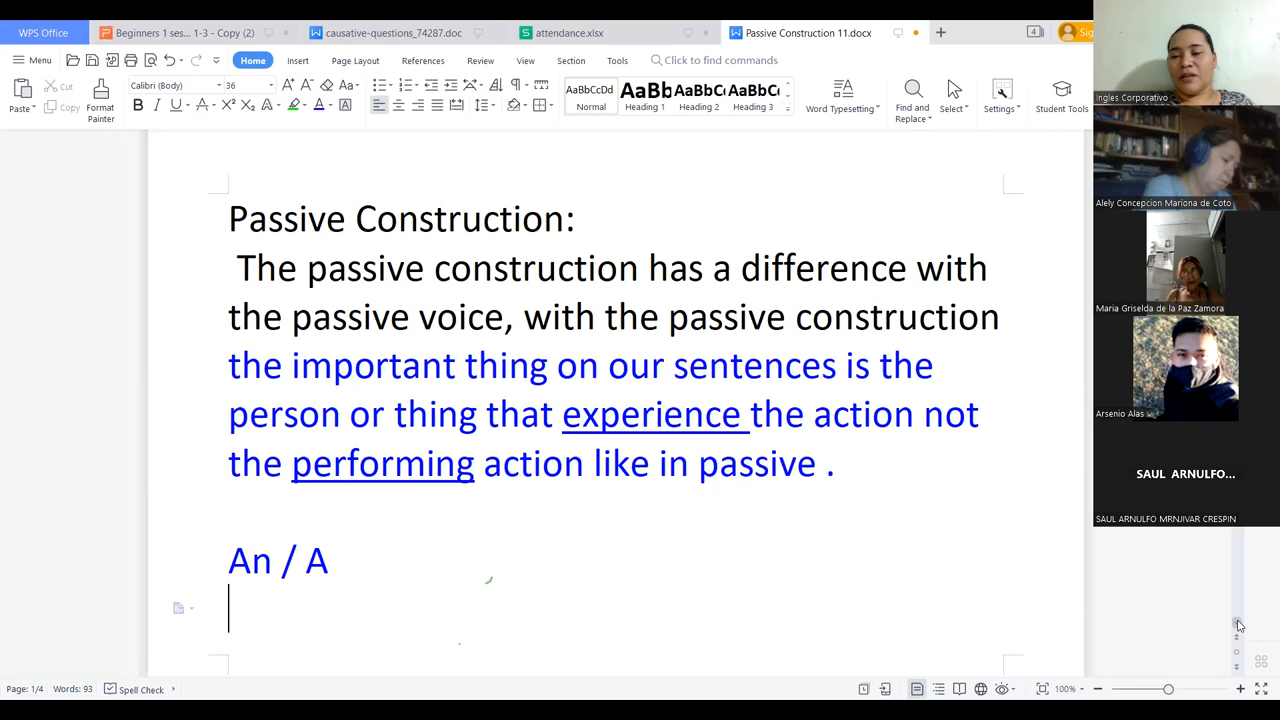 WPS Office
Beginners 1 ses... 1-3 - Copy (2)
causative-questions_74287.doc
attendance.xlsx
Passive Construction 11.docx
4
Sig
Menu
Home
Insert
Page Layout
References
Review
View
Section
Tools
Click to find commands
Paste
Cut
Copy
Format Painter
Calibri (Body)
36
AaBbCcDd
Normal
AaBb
Heading 1
AaBbC
Heading 2
AaBbC
Heading 3
Word Typesetting
Find and Replace
Select
Settings
Student Tools
Passive Construction:
The passive construction has a difference with
the passive voice, with the passive construction
the important thing on our sentences is the
person or thing that experience the action not
the performing action like in passive .
An / A
Ingles Corporativo
Alely Concepcion Mariona de Coto
Maria Griselda de la Paz Zamora
Arsenio Alas
SAUL ARNULFO...
SAUL ARNULFO MRNJIVAR CRESPIN
Page: 1/4
Words: 93
Spell Check
100%